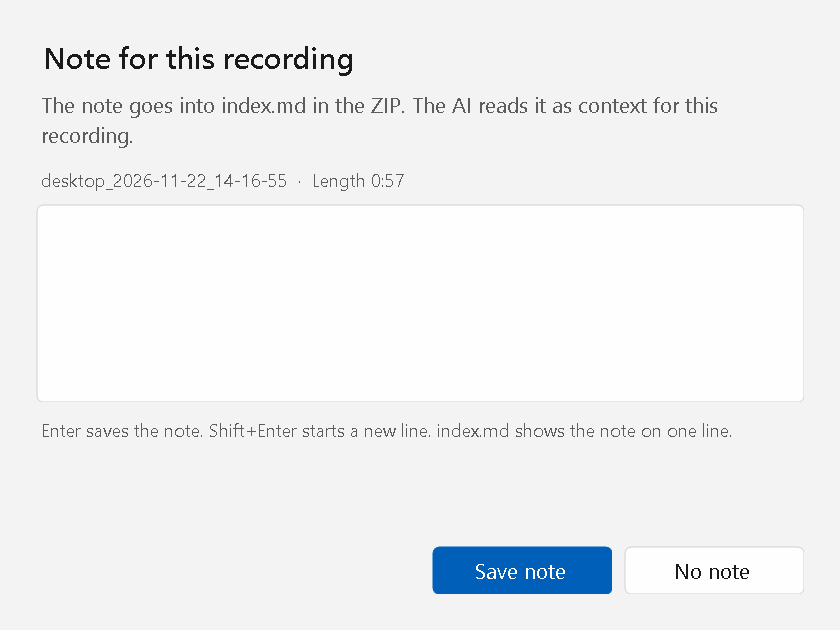 Note for this recording
The note goes into index.md in the ZIP. The AI reads it as context for this
recording.
desktop_2026-11-22_14-16-55 · Length 0:57
Enter saves the note. Shift+Enter starts a new line. index.md shows the note on one line.
Save note
No note